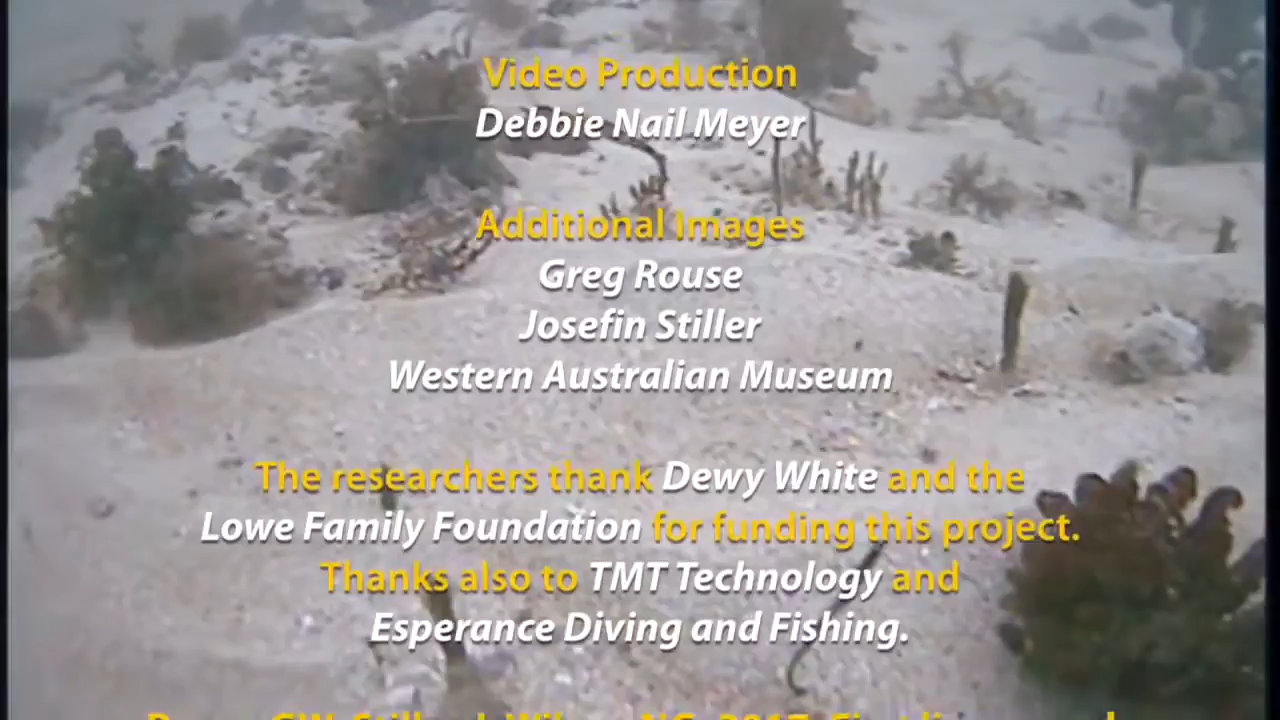 Video Production
Debbie Nail Meyer
Additional Images
Greg Rouse
Josefin Stiller
Western Australian Museum
The researchers thank Dewy White and the
Lowe Family Foundation for funding this project.
Thanks also to TMT Technology and
Esperance Diving and Fishing.